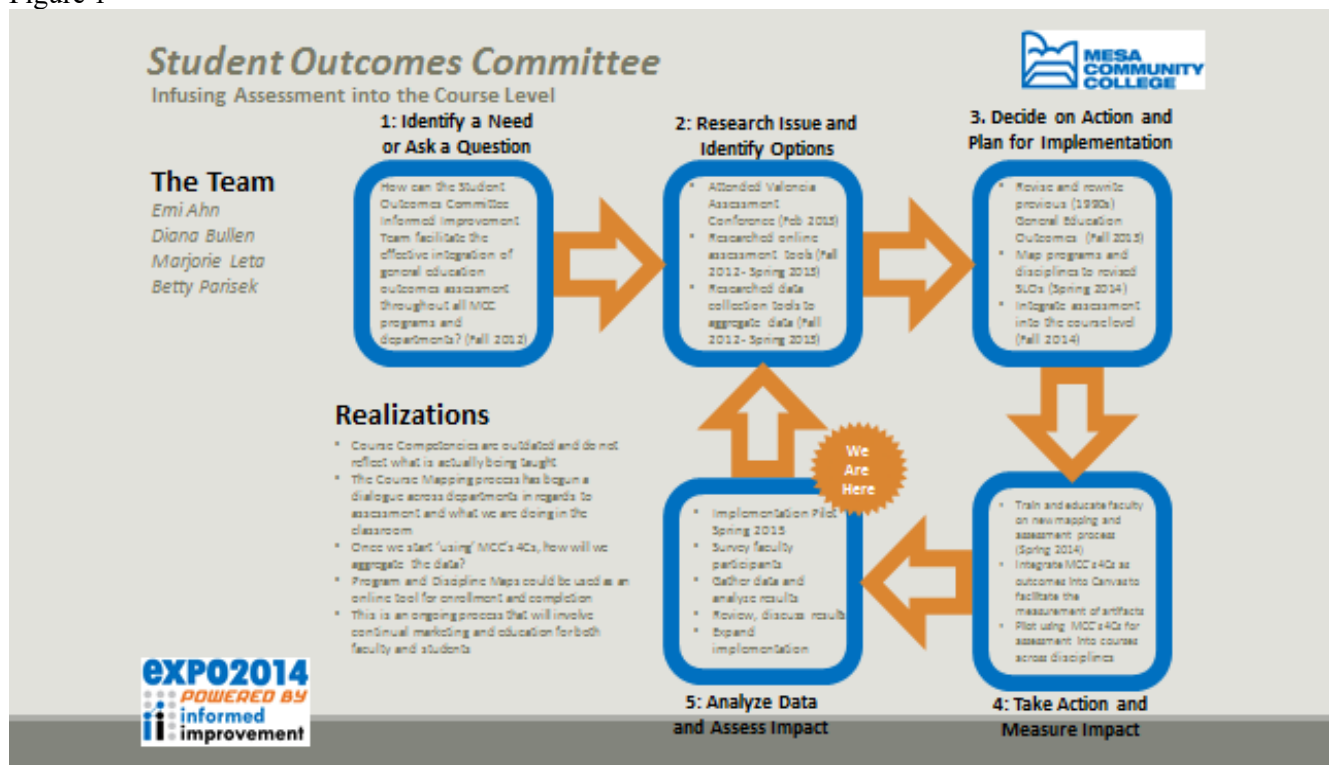 Figure 1
Student Outcomes Committee
Infusing Assessment into the Course Level
MESA
COMMUNITY
COLLEGE
The Team
Emi Ahn
Diana Bullen
Marjorie Leta
Betty Parisek
1: Identify a Need
or Ask a Question
How can the Student
Outcomes Committee
Informed Improvement
Team facilitate the
effective integration of
general education
outcomes assessment
throughout all MCC
programs and
departments? (Fall 2012)
2: Research Issue and
Identify Options
• Attended Valencia
Assessment
Conference (Feb 2013)
• Researched online
assessment tools (Fall
2012- Spring 2013)
• Researched data
collection tools to
aggregate data (Fall
2012- Spring 2013)
3. Decide on Action and
Plan for Implementation
• Revise and rewrite
previous (1990s)
General Education
Outcomes (Fall 2013)
• Map programs and
disciplines to revised
SLOs (Spring 2014)
• Integrate assessment
into the course level
(Fall 2014)
Realizations
• Course Competencies are outdated and do not
reflect what is actually being taught
• The Course Mapping process has begun a
dialogue across departments in regards to
assessment and what we are doing in the
classroom
• Once we start ‘using’ MCC's 4Cs, how will we
aggregate the data?
• Program and Discipline Maps could be used as an
online tool for enrollment and completion
• This is an ongoing process that will involve
continual marketing and education for both
faculty and students
We
Are
Here
• Implementation Pilot
Spring 2015
• Survey faculty
participants
• Gather data and
analyze results
• Review, discuss results
• Expand
implementation
5: Analyze Data
and Assess Impact
• Train and educate faculty
on new mapping and
assessment process
(Spring 2014)
• Integrate MCC's 4Cs as
outcomes into Canvas to
facilitate the
measurement of artifacts
• Pilot using MCC's 4Cs for
assessment into courses
across disciplines
4: Take Action and
Measure Impact
exPO2014
POWERED BY
informed
improvement